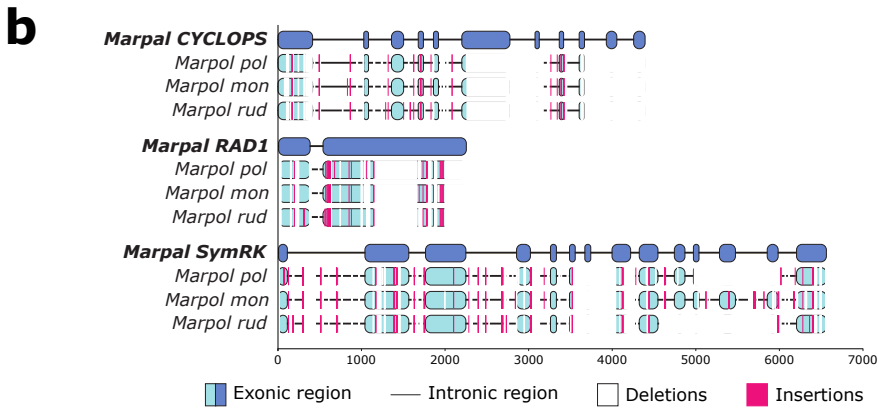 b
Marpal CYCLOPS
Marpol pol
Marpol mon
Marpol rud
Marpal RAD1
Marpol pol
Marpol mon
Marpol rud
Marpal SymRK
Marpol pol
Marpol mon
Marpol rud
0 1000 2000 3000 4000 5000 6000 7000
Exonic region Intronic region Deletions Insertions